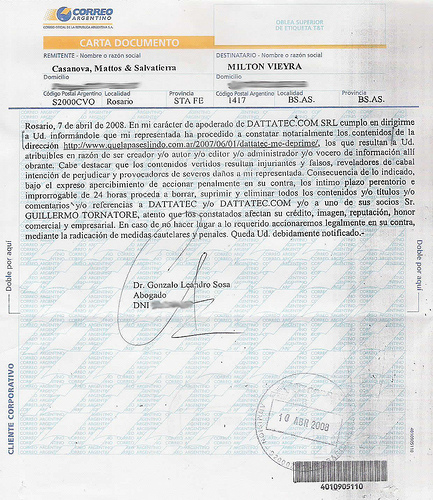 CORREO
ARGENTINO
CORREO OFICIAL DE LA REPUBLICA ARGENTINA S.A.
OBLEA SUPERIOR
DE ETIQUETA T&T
CARTA DOCUMENTO
REMITENTE - Nombre o razón social
DESTINATARIO - Nombre o razón social
Casanova, Mattos & Salvatierra
MILTON VIEYRA
Domicilio
Domicilio
Código Postal Argentino Localidad Provincia
Código Postal Argentino Localidad Provincia
S2000CVO Rosario STA FE
1417 BS.AS. BS.AS.
Rosario, 7 de abril de 2008. En mi carácter de apoderado de DATTATEC.COM SRL cumplo en dirigirme
a Ud. informándole que mi representada ha procedido a constatar notarialmente los contenidos de la
dirección http://www.quelapaseslindo.com.ar/2007/06/01/dattatec-me-deprime/, los que resultan a Ud.
atribuibles en razón de ser creador y/o autor y/o editor y/o administrador y/o vocero de información allí
obrante. Cabe destacar que los contenidos vertidos resultan injuriantes y falsos, reveladores de cabal
intención de perjudicar y provocadores de severos daños a mi representada. Consecuencia de lo indicado,
bajo el expreso apercibimiento de accionar penalmente en su contra, los intimo plazo perentorio e
improrrogable de 24 horas proceda a borrar, suprimir y eliminar todos los contenidos y/o títulos y/o
comentarios y/o referencias a DATTATEC y/o DATTATEC.COM y/o a uno de sus socios Sr.
GUILLERMO TORNATORE, atento que los constatados afectan su crédito, imagen, reputación, honor
comercial y empresarial. En caso de no hacer lugar a lo requerido accionaremos legalmente en su contra,
mediante la radicación de medidas cautelares y penales. Queda Ud. debidamente notificado.-
Doble por aquí
Doble por aquí
Dr. Gonzalo Leandro Sosa
Abogado
DNI
CLIENTE CORPORATIVO
10 ABR 2008
4010905110